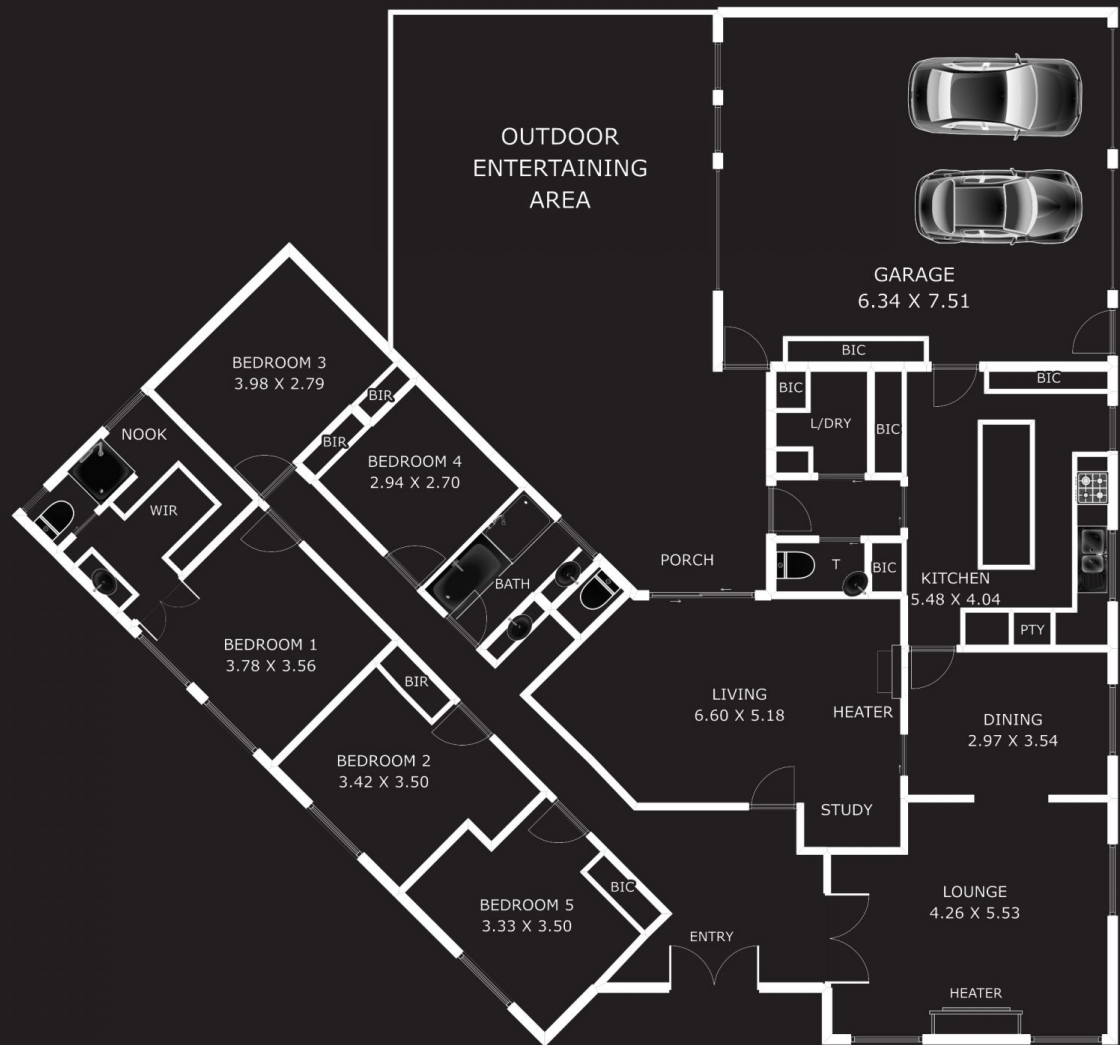 OUTDOOR
ENTERTAINING
AREA
GARAGE
6.34 X 7.51
BIC
BIC
BIC
L/DRY
BIC
BEDROOM 3
3.98 X 2.79
BIR
BIR
NOOK
BEDROOM 4
2.94 X 2.70
WIR
PORCH
T
BIC
BATH
KITCHEN
5.48 X 4.04
PTY
BEDROOM 1
3.78 X 3.56
BIR
LIVING
6.60 X 5.18
HEATER
DINING
2.97 X 3.54
BEDROOM 2
3.42 X 3.50
STUDY
BIC
BEDROOM 5
3.33 X 3.50
LOUNGE
4.26 X 5.53
ENTRY
HEATER